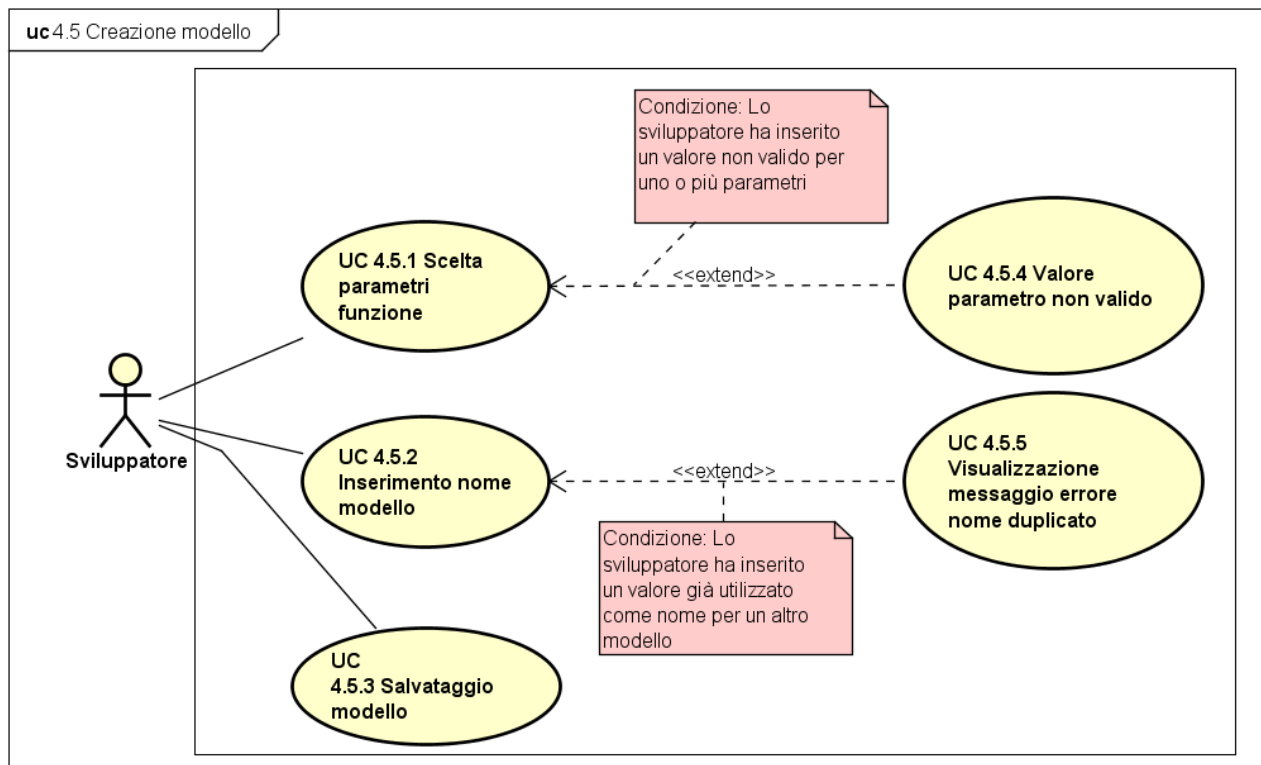 uc 4.5 Creazione modello
Condizione: Lo
sviluppatore ha inserito
un valore non valido per
uno o più parametri
UC 4.5.1 Scelta
parametri
funzione
<<extend>>
UC 4.5.4 Valore
parametro non valido
Sviluppatore
UC 4.5.2
Inserimento nome
modello
<<extend>>
UC 4.5.5
Visualizzazione
messaggio errore
nome duplicato
Condizione: Lo
sviluppatore ha inserito
un valore già utilizzato
come nome per un altro
modello
UC
4.5.3 Salvataggio
modello